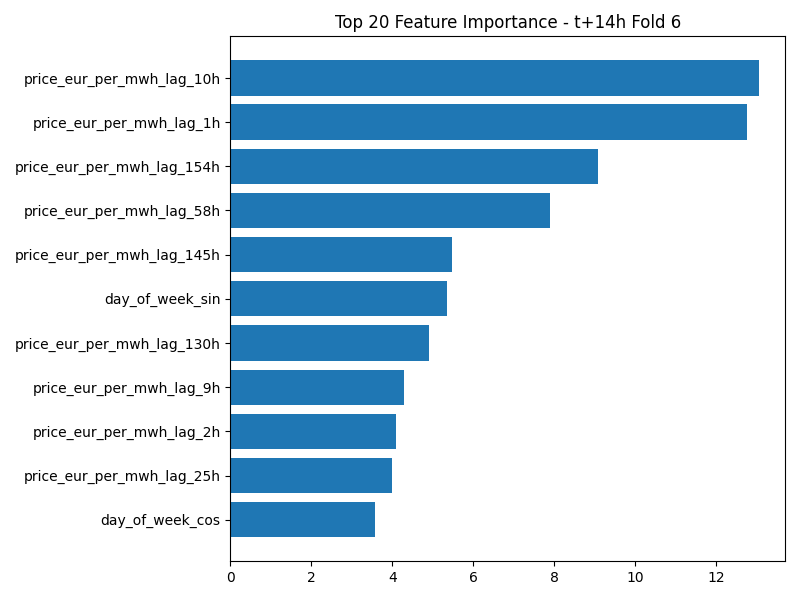 Top 20 Feature Importance - t+14h Fold 6
price_eur_per_mwh_lag_10h
price_eur_per_mwh_lag_1h
price_eur_per_mwh_lag_154h
price_eur_per_mwh_lag_58h
price_eur_per_mwh_lag_145h
day_of_week_sin
price_eur_per_mwh_lag_130h
price_eur_per_mwh_lag_9h
price_eur_per_mwh_lag_2h
price_eur_per_mwh_lag_25h
day_of_week_cos
0 2 4 6 8 10 12